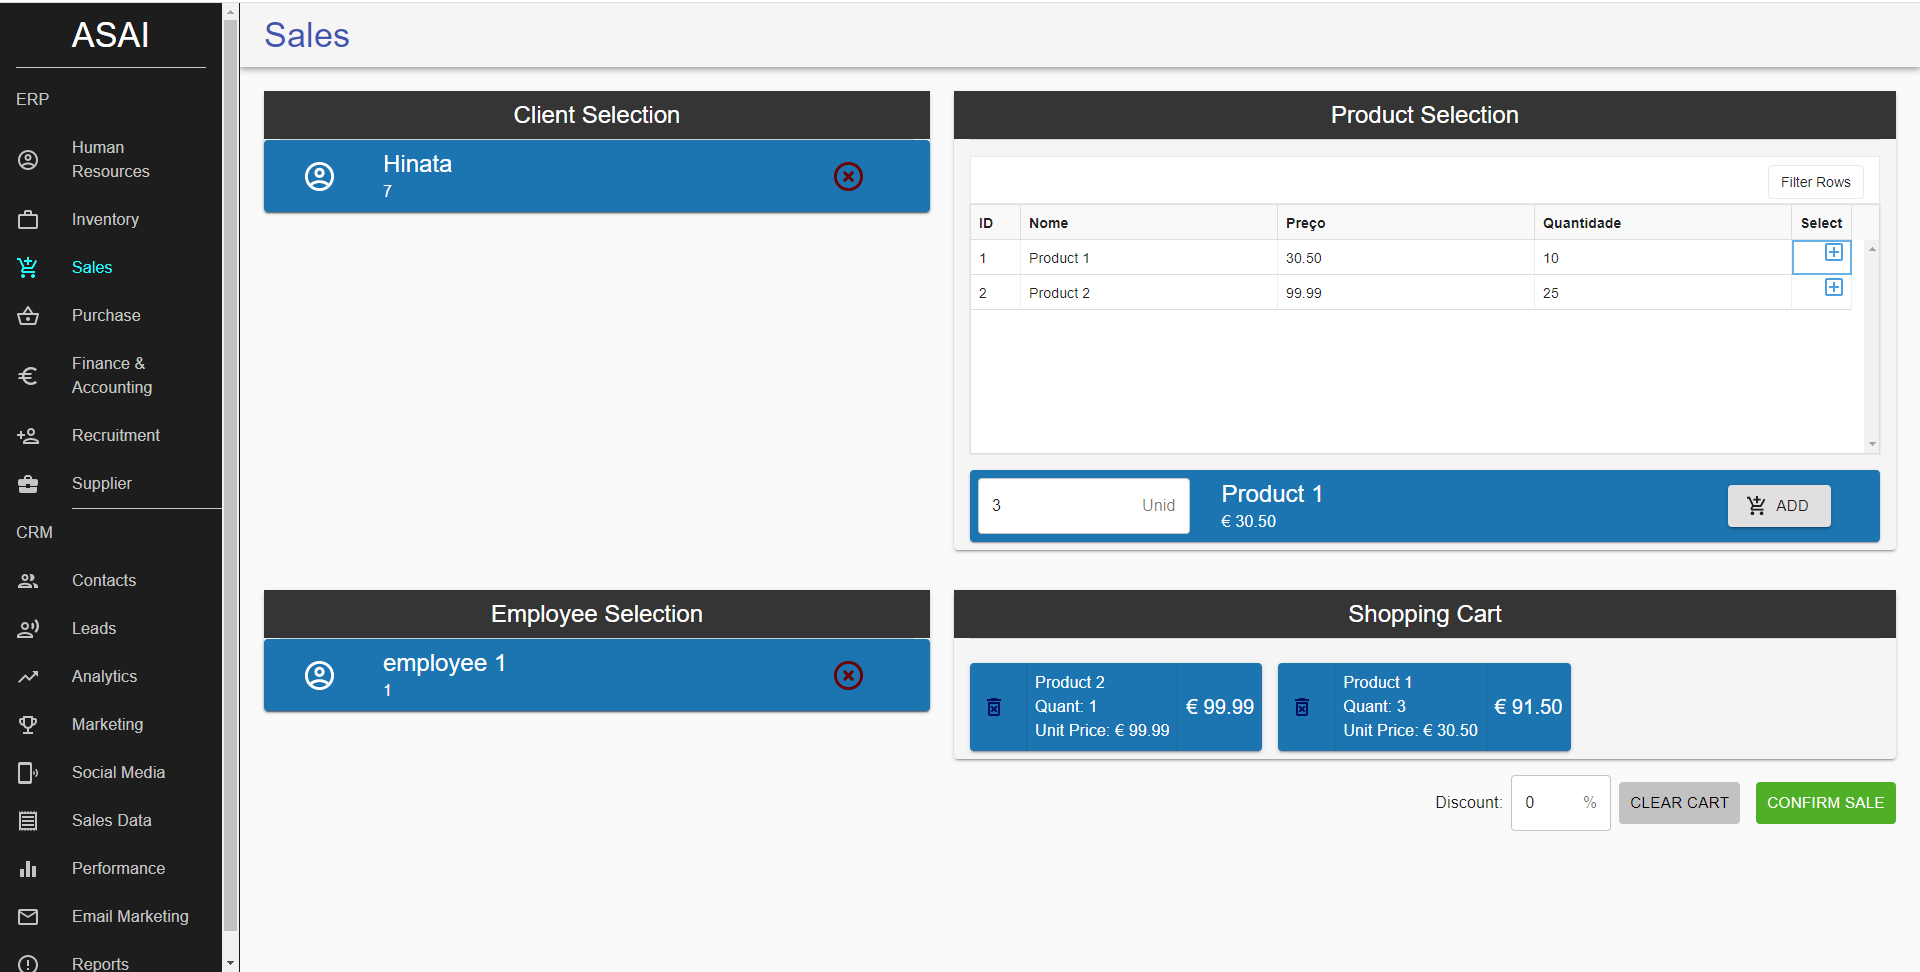 ASAI
ERP
Human
Resources
Inventory
Sales
Purchase
Finance &
Accounting
Recruitment
Supplier
CRM
Contacts
Leads
Analytics
Marketing
Social Media
Sales Data
Performance
Email Marketing
Reports
Sales
Client Selection
Hinata
7
Product Selection
Filter Rows
ID Nome Preço Quantidade Select
1 Product 1 30.50 10
2 Product 2 99.99 25
3 Unid
Product 1
€ 30.50
ADD
Employee Selection
employee 1
1
Shopping Cart
Product 2
Quant: 1
Unit Price: € 99.99
€ 99.99
Product 1
Quant: 3
Unit Price: € 30.50
€ 91.50
Discount: 0 % CLEAR CART CONFIRM SALE